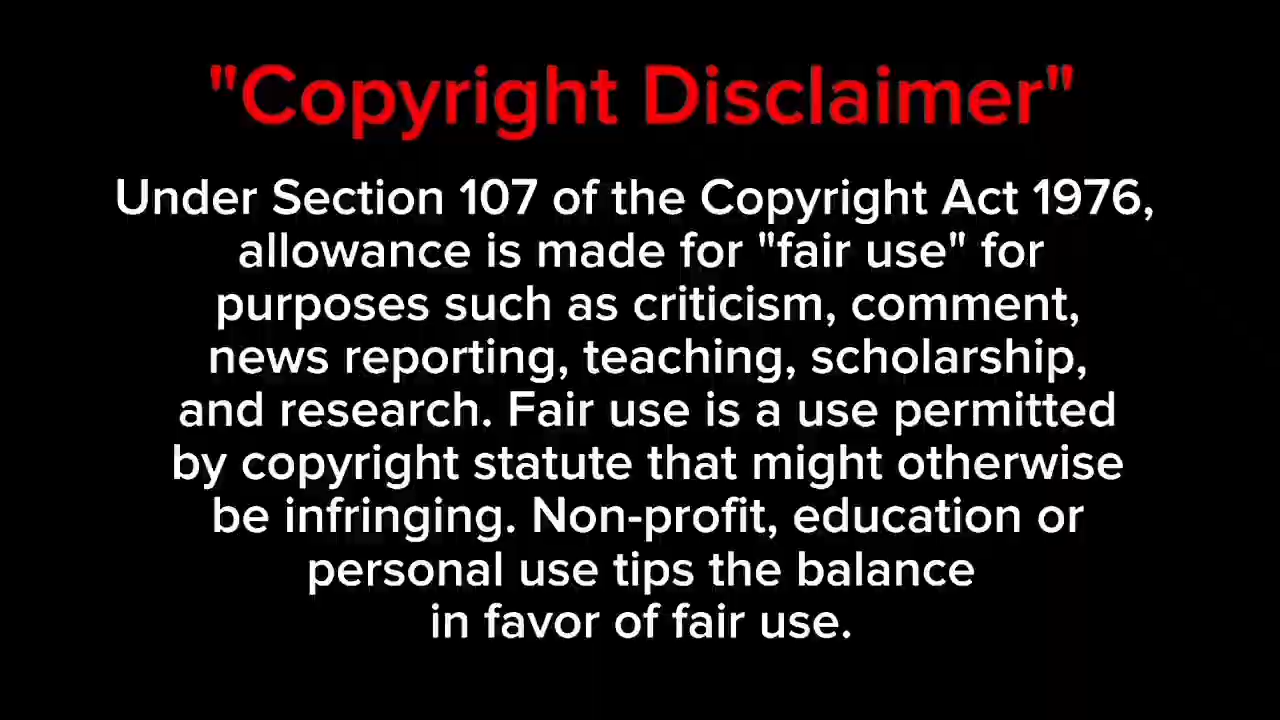 "Copyright Disclaimer"
Under Section 107 of the Copyright Act 1976,
allowance is made for "fair use" for
purposes such as criticism, comment,
news reporting, teaching, scholarship,
and research. Fair use is a use permitted
by copyright statute that might otherwise
be infringing. Non-profit, education or
personal use tips the balance
in favor of fair use.